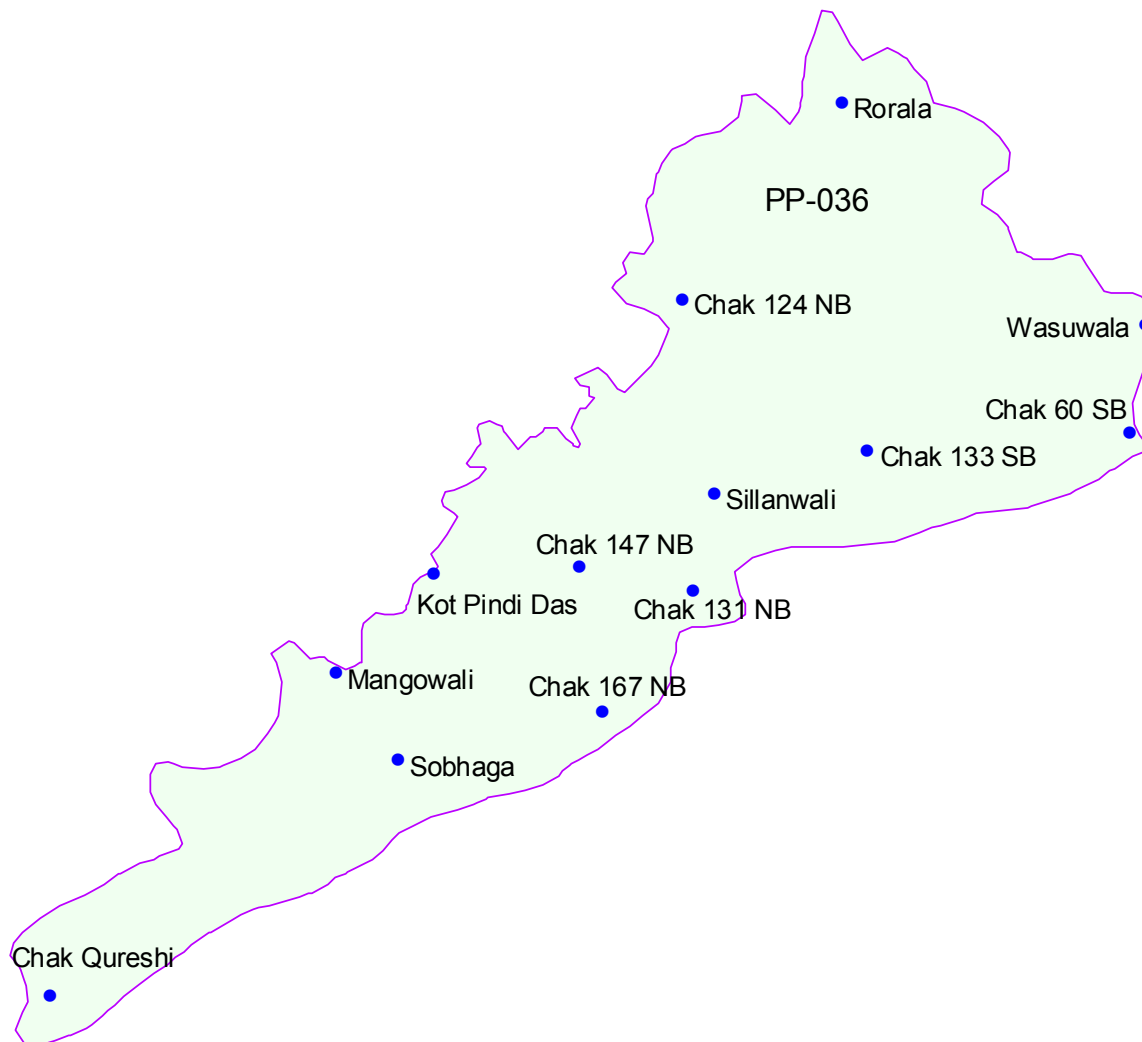 Rorala
PP-036
Chak 124 NB
Wasuwala
Chak 60 SB
Chak 133 SB
Sillanwali
Chak 147 NB
Kot Pindi Das
Chak 131 NB
Mangowali
Chak 167 NB
Sobhaga
Chak Qureshi